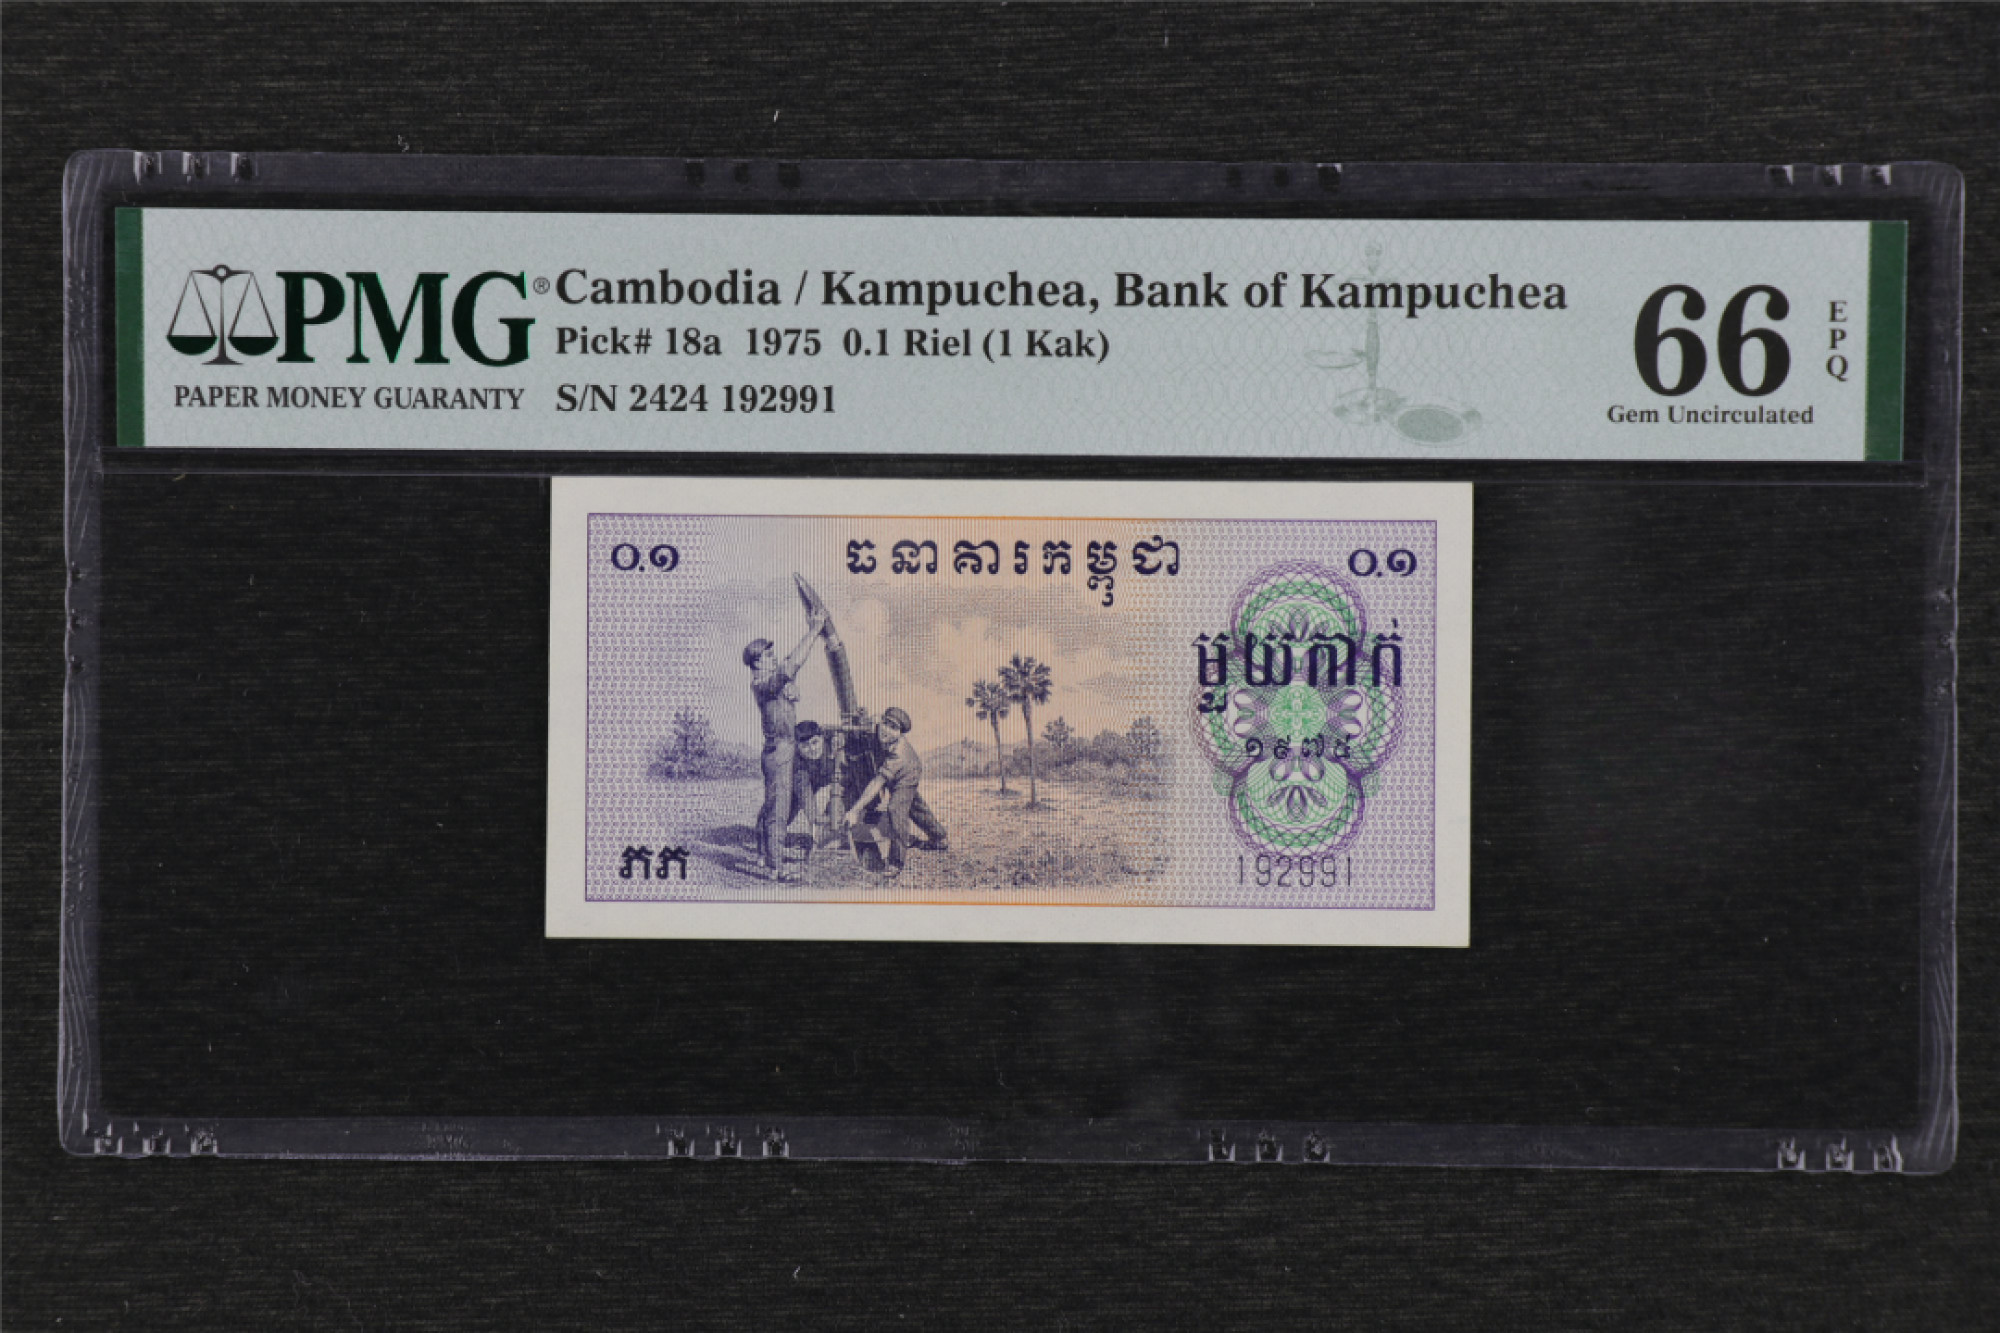 PMG®
PAPER MONEY GUARANTY
Cambodia / Kampuchea, Bank of Kampuchea
Pick# 18a 1975 0.1 Riel (1 Kak)
S/N 2424 192991
66
EPQ
Gem Uncirculated
០.១
ធនាគារកម្ពុជា
០.១
មួយកាក់
១៩៧៥
ភភ
192991